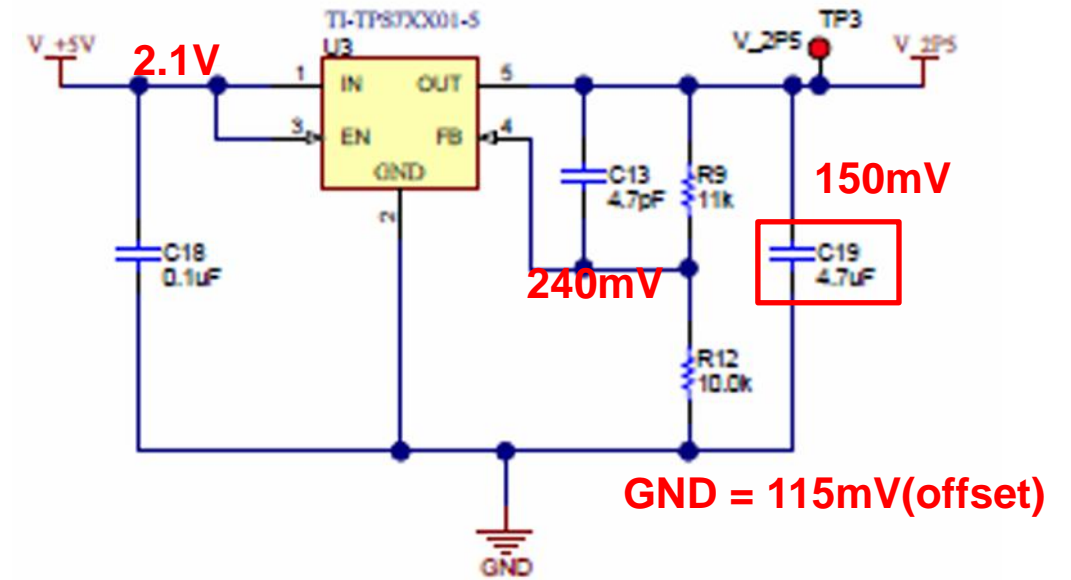 TI-TPS7XX01-5
TP3
V_+5V
2.1V
U3
V_2P5
V_2P5
1
IN
OUT
5
3
EN
FB
4
GND
2
C13
4.7pF
R9
11k
150mV
C18
0.1uF
C19
4.7uF
240mV
R12
10.0k
GND = 115mV(offset)
GND